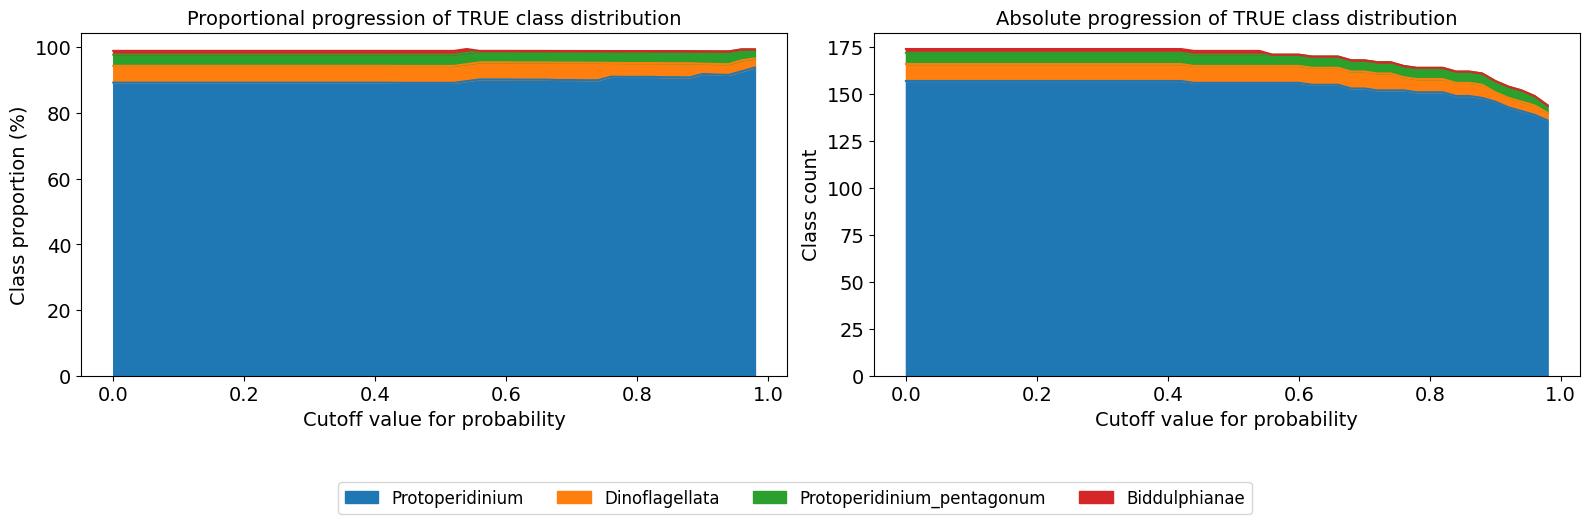 Proportional progression of TRUE class distribution
Class proportion (%)
100
80
60
40
20
0
0.0 0.2 0.4 0.6 0.8 1.0
Cutoff value for probability
Absolute progression of TRUE class distribution
Class count
175
150
125
100
75
50
25
0
0.0 0.2 0.4 0.6 0.8 1.0
Cutoff value for probability
Protoperidinium Dinoflagellata Protoperidinium_pentagonum Biddulphianae